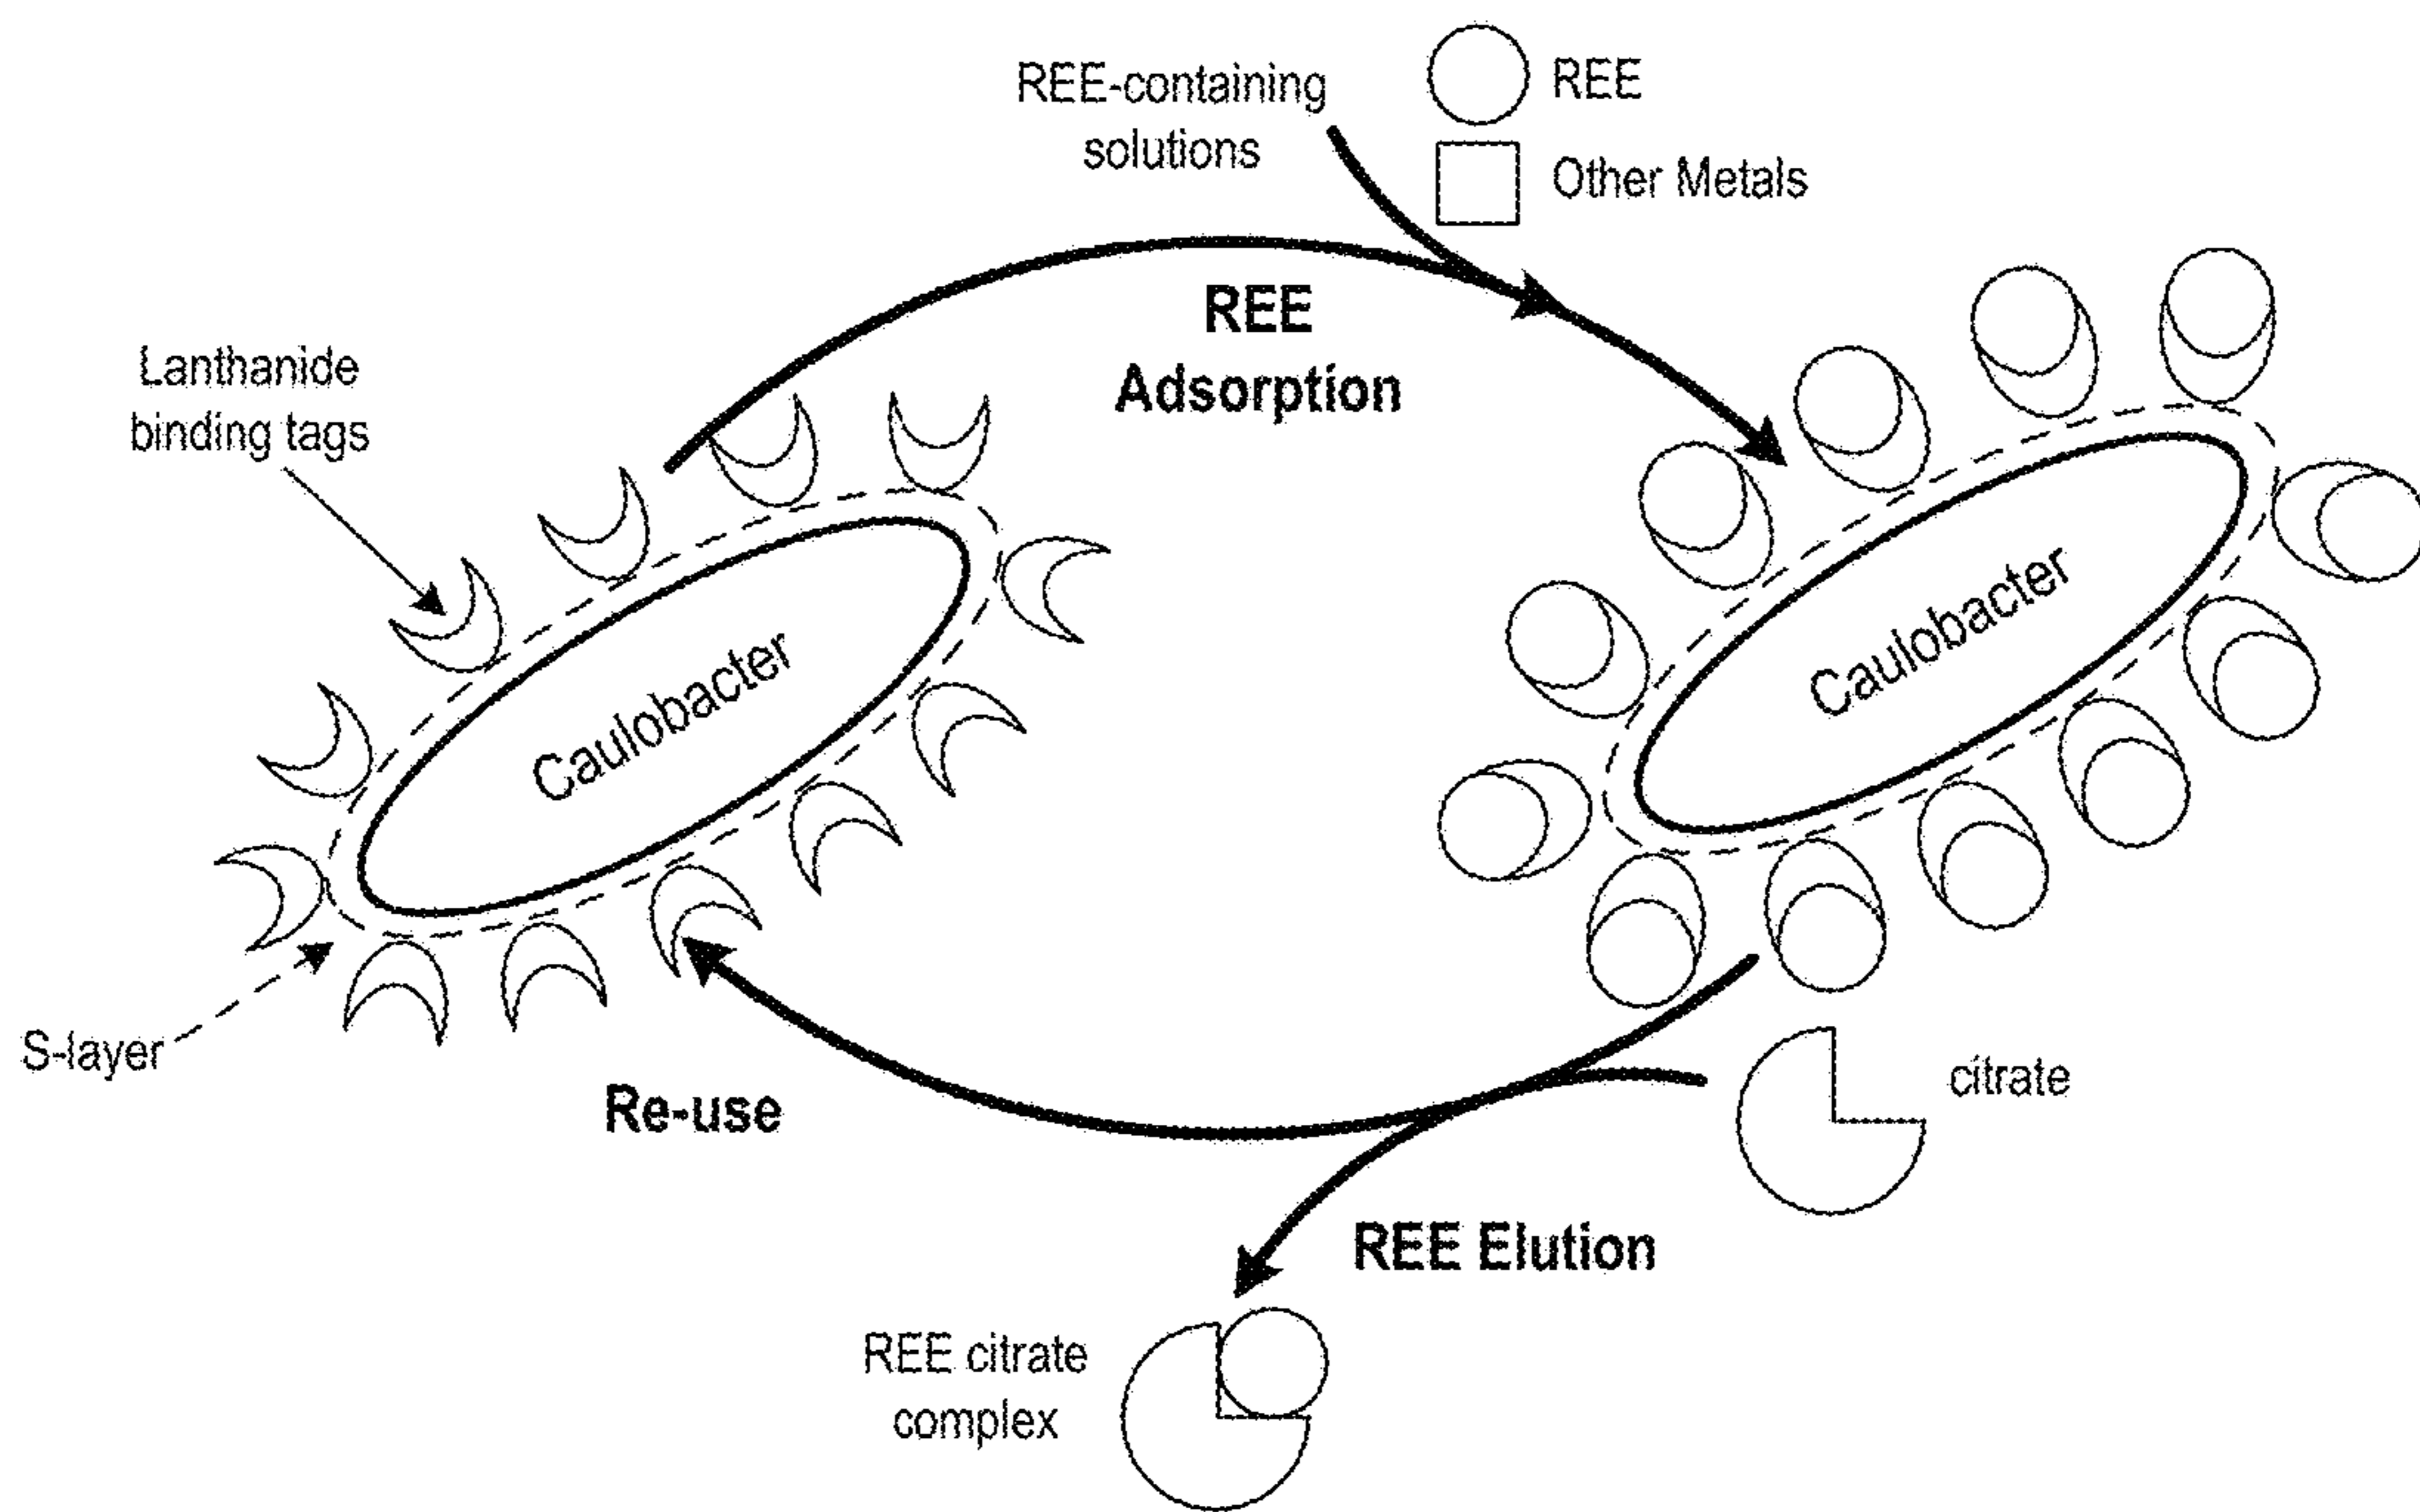 REE-containing
solutions
REE
Other Metals
REE
Adsorption
Lanthanide
binding tags
Caulobacter
Caulobacter
S-layer
Re-use
citrate
REE Elution
REE citrate
complex